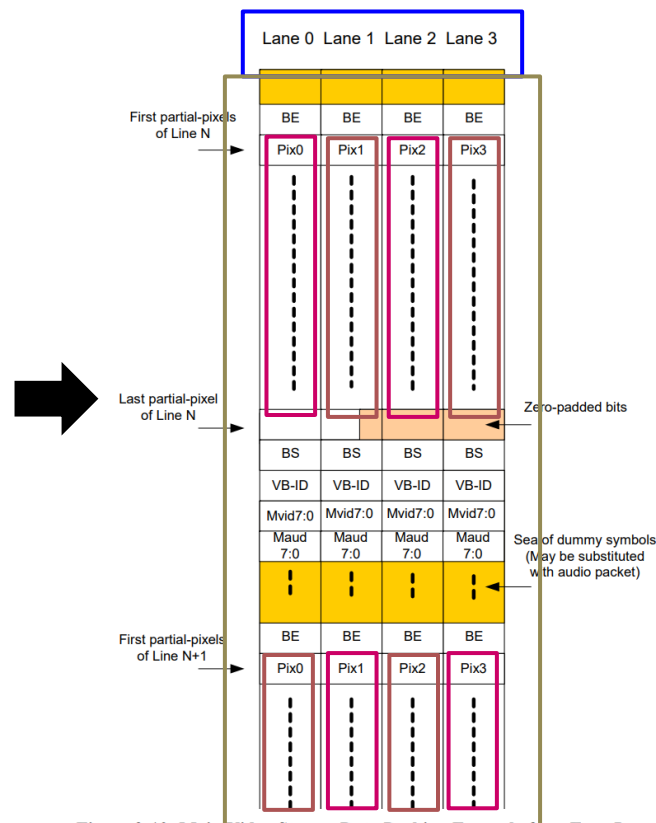 Lane 0 Lane 1 Lane 2 Lane 3
BE BE BE BE
First partial-pixels
of Line N
Pix0 Pix1 Pix2 Pix3
Last partial-pixel
of Line N
Zero-padded bits
BS BS BS BS
VB-ID VB-ID VB-ID VB-ID
Mvid7:0 Mvid7:0 Mvid7:0 Mvid7:0
Maud Maud Maud Maud
7:0 7:0 7:0 7:0
Sea of dummy symbols
(May be substituted
with audio packet)
BE BE BE BE
First partial-pixels
of Line N+1
Pix0 Pix1 Pix2 Pix3